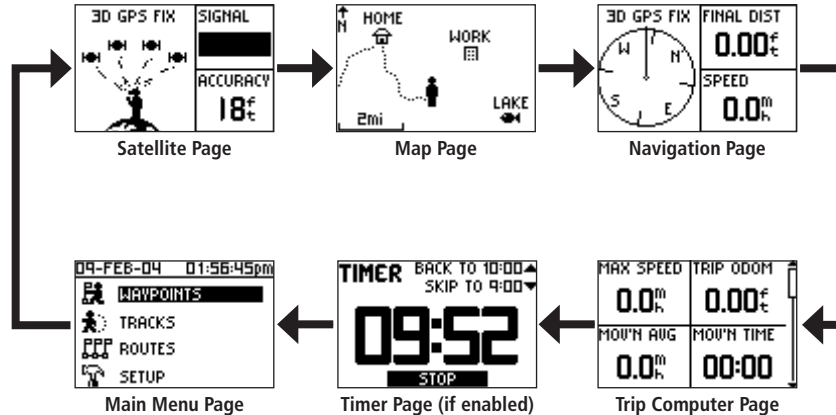 3D GPS FIX
SIGNAL
ACCURACY
18ft
Satellite Page
N
HOME
WORK
LAKE
2mi
Map Page
3D GPS FIX
W
N
S
E
FINAL DIST
0.00ft
SPEED
0.0mh
Navigation Page
09-FEB-04 01:56:45pm
WAYPOINTS
TRACKS
ROUTES
SETUP
Main Menu Page
TIMER
BACK TO 10:00
SKIP TO 9:00
09:52
STOP
Timer Page (if enabled)
MAX SPEED
0.0mh
TRIP ODOM
0.00ft
MOV'N AVG
0.0mh
MOV'N TIME
00:00
Trip Computer Page